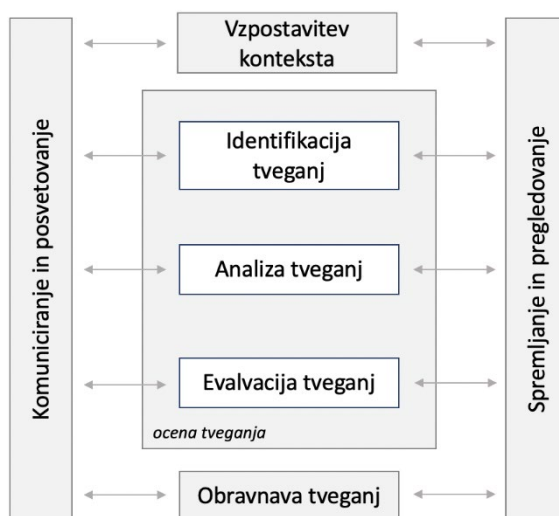 Komuniciranje in posvetovanje
Vzpostavitev
konteksta
Identifikacija
tveganj
Analiza tveganj
Evalvacija tveganj
ocena tveganja
Obravnava tveganj
Spremljanje in pregledovanje